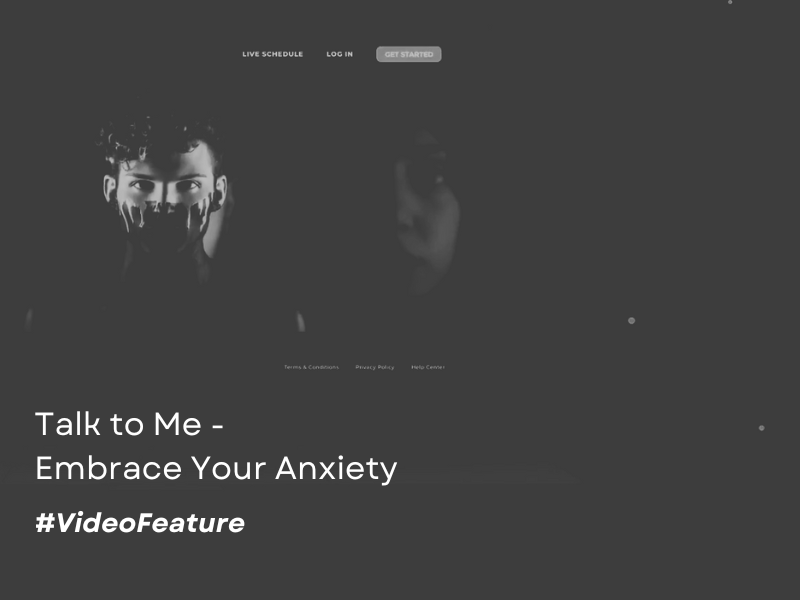 LIVE SCHEDULE LOG IN GET STARTED
Terms & Conditions Privacy Policy Help Center
Talk to Me -
Embrace Your Anxiety
#VideoFeature